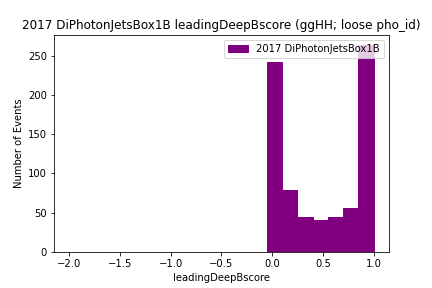 2017 DiPhotonJetsBox1B leadingDeepBscore (ggHH; loose pho_id)
2017 DiPhotonJetsBox1B
Number of Events
250
200
150
100
50
0
−2.0 −1.5 −1.0 −0.5 0.0 0.5 1.0
leadingDeepBscore